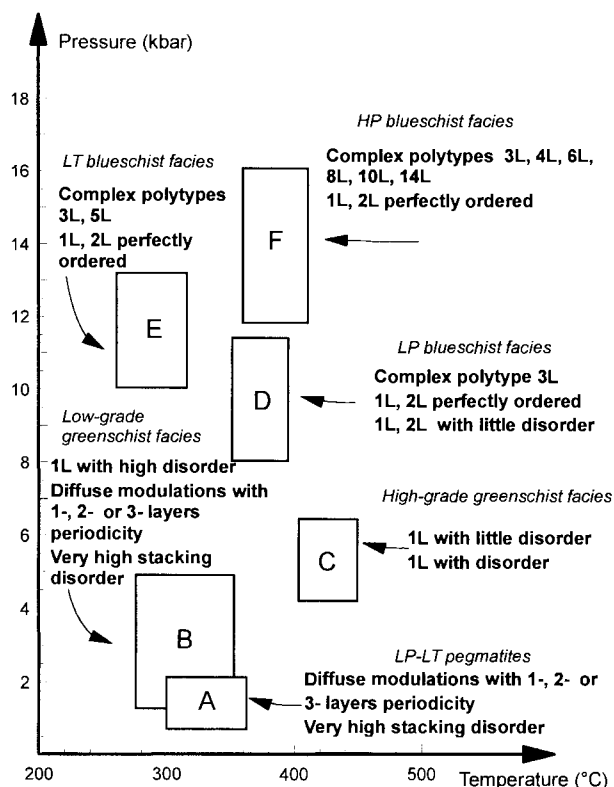 Pressure (kbar)
18
16
14
12
10
8
6
4
2
HP blueschist facies
Complex polytypes 3L, 4L, 6L,
8L, 10L, 14L
1L, 2L perfectly ordered
F
LT blueschist facies
Complex polytypes
3L, 5L
1L, 2L perfectly
ordered
E
LP blueschist facies
Complex polytype 3L
1L, 2L perfectly ordered
1L, 2L with little disorder
D
Low-grade
greenschist facies
1L with high disorder
Diffuse modulations with
1-, 2- or 3- layers
periodicity
Very high stacking
disorder
B
High-grade greenschist facies
1L with little disorder
1L with disorder
C
LP-LT pegmatites
Diffuse modulations with 1-, 2- or
3- layers periodicity
Very high stacking disorder
A
200 300 400 500
Temperature (°C)